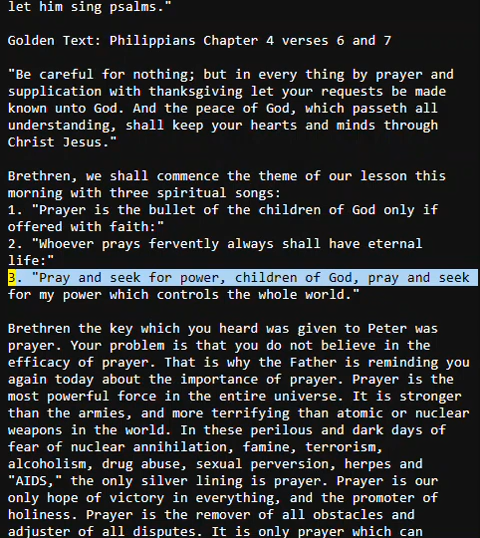 let him sing psalms."
Golden Text: Philippians Chapter 4 verses 6 and 7
"Be careful for nothing; but in every thing by prayer and
supplication with thanksgiving let your requests be made
known unto God. And the peace of God, which passeth all
understanding, shall keep your hearts and minds through
Christ Jesus."
Brethren, we shall commence the theme of our lesson this
morning with three spiritual songs:
1. "Prayer is the bullet of the children of God only if
offered with faith:"
2. "Whoever prays fervently always shall have eternal
life:"
3. "Pray and seek for power, children of God, pray and seek
for my power which controls the whole world."
Brethren the key which you heard was given to Peter was
prayer. Your problem is that you do not believe in the
efficacy of prayer. That is why the Father is reminding you
again today about the importance of prayer. Prayer is the
most powerful force in the entire universe. It is stronger
than the armies, and more terrifying than atomic or nuclear
weapons in the world. In these perilous and dark days of
fear of nuclear annihilation, famine, terrorism,
alcoholism, drug abuse, sexual perversion, herpes and
"AIDS," the only silver lining is prayer. Prayer is our
only hope of victory in everything, and the promoter of
holiness. Prayer is the remover of all obstacles and
adjuster of all disputes. It is only prayer which can